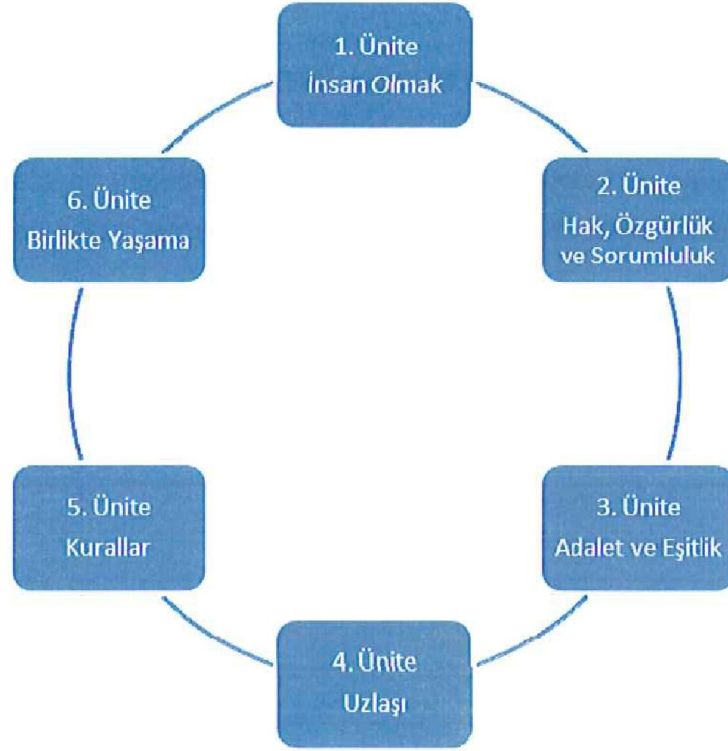 1. Ünite
İnsan Olmak
2. Ünite
Hak, Özgürlük
ve Sorumluluk
3. Ünite
Adalet ve Eşitlik
4. Ünite
Uzlaşı
5. Ünite
Kurallar
6. Ünite
Birlikte Yaşama